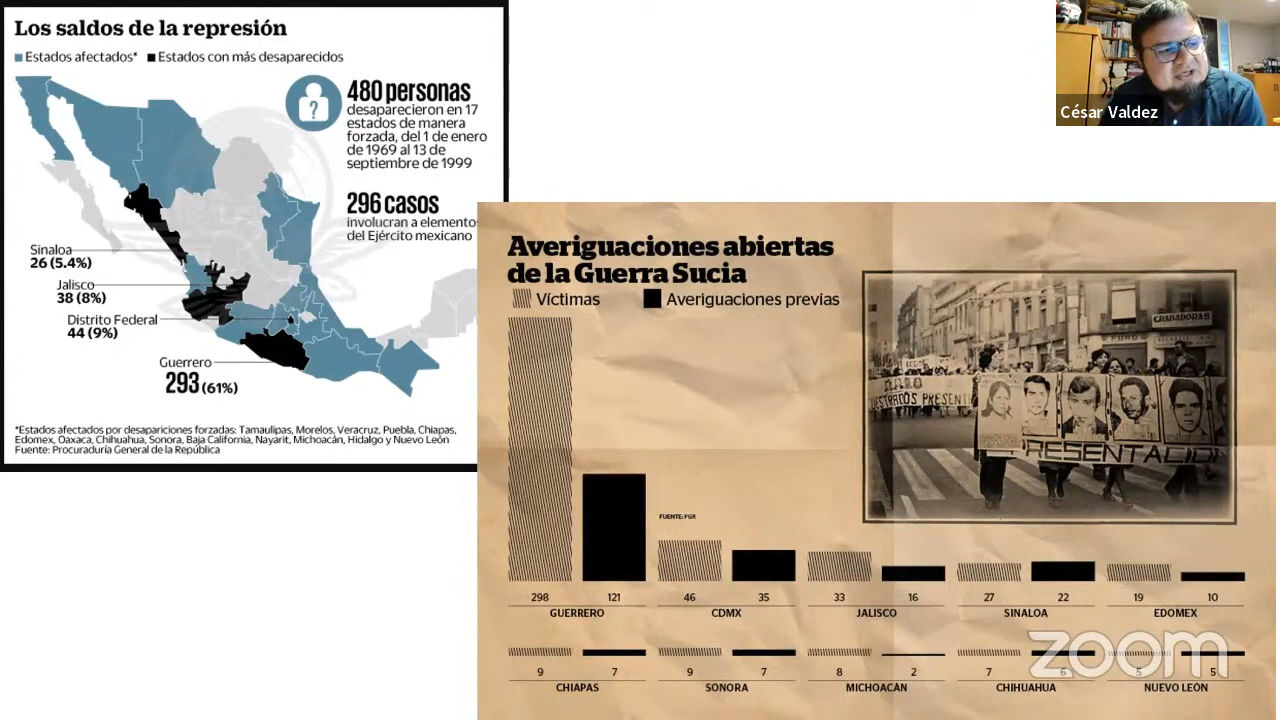 Los saldos de la represión
Estados afectados* Estados con más desaparecidos
480 personas
desaparecieron en 17
estados de manera
forzada, del 1 de enero
de 1969 al 13 de
septiembre de 1999
296 casos
involucran a elementos
del Ejército mexicano
Sinaloa
26 (5.4%)
Jalisco
38 (8%)
Distrito Federal
44 (9%)
Guerrero
293 (61%)
*Estados afectados por desapariciones forzadas: Tamaulipas, Morelos, Veracruz, Puebla, Chiapas,
Edomex, Oaxaca, Chihuahua, Sonora, Baja California, Nayarit, Michoacán, Hidalgo y Nuevo León
Fuente: Procuraduría General de la República
César Valdez
Averiguaciones abiertas
de la Guerra Sucia
Víctimas Averiguaciones previas
GRABADORAS
PRESENTACION
FUENTE: PGR
298 121 46 35 33 16 27 22 19 10
GUERRERO CDMX JALISCO SINALOA EDOMEX
9 7 9 7 8 2 7 6 5 5
CHIAPAS SONORA MICHOACÁN CHIHUAHUA NUEVO LEÓN
zoom